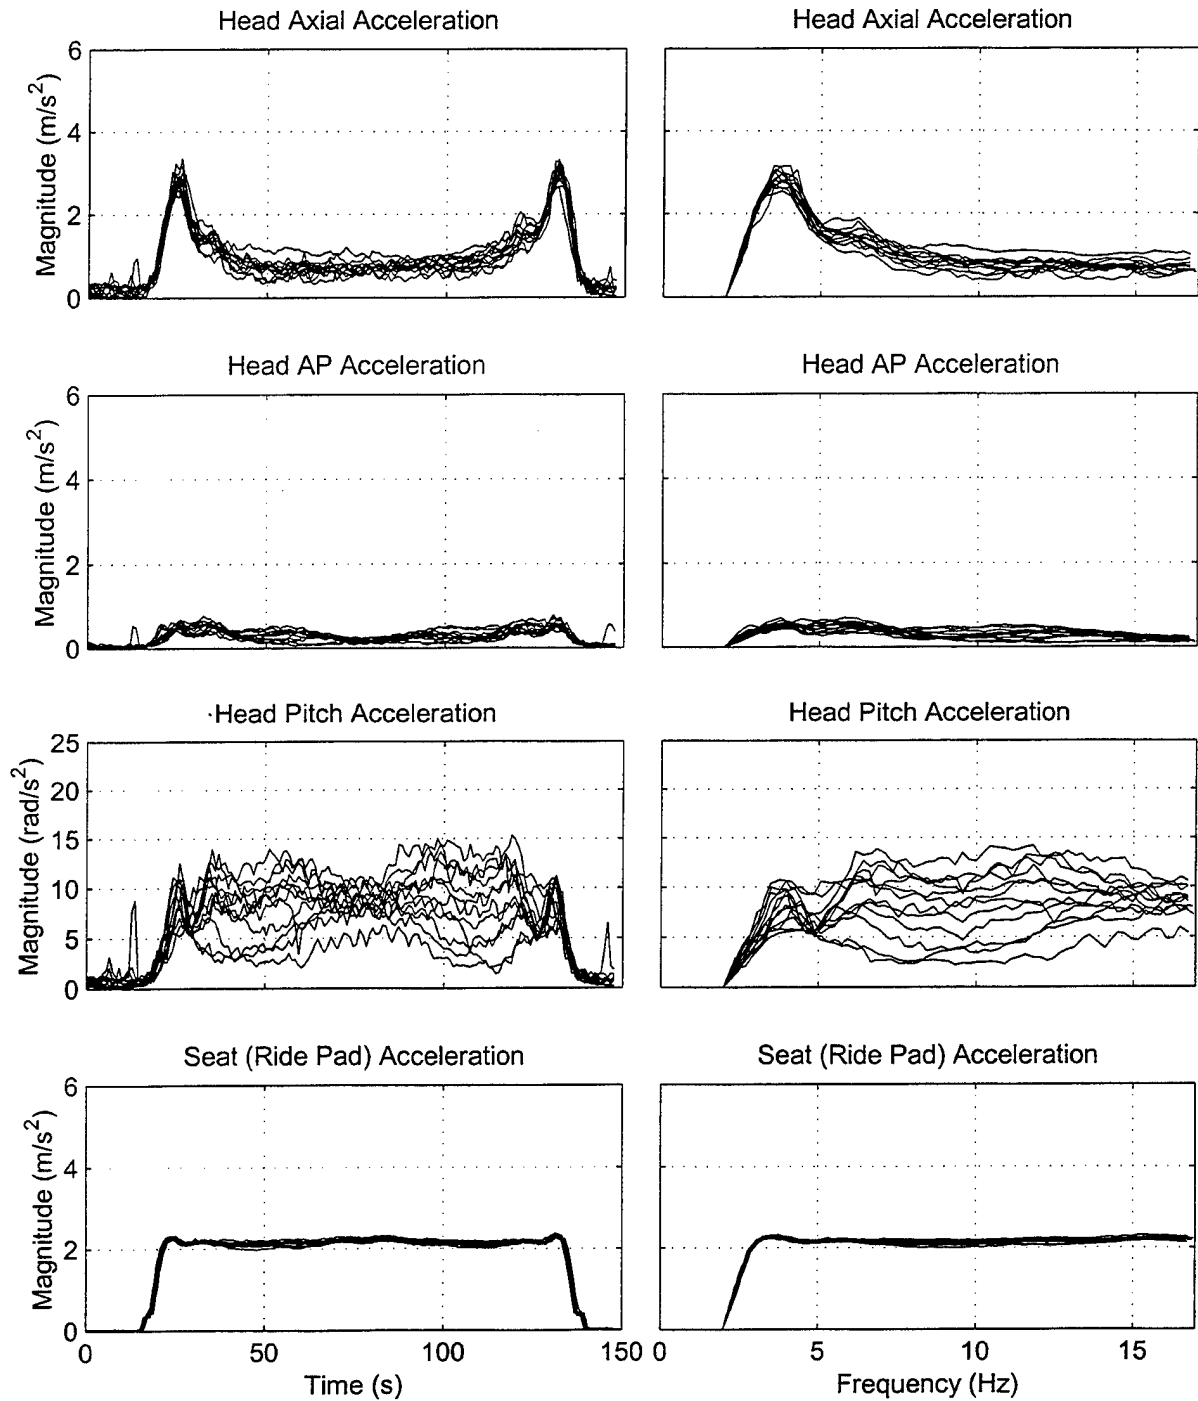 Head Axial Acceleration
Head Axial Acceleration
Magnitude (m/s²)
6
4
2
0
Head AP Acceleration
Head AP Acceleration
Magnitude (m/s²)
6
4
2
0
Head Pitch Acceleration
Head Pitch Acceleration
Magnitude (rad/s²)
25
20
15
10
5
0
Seat (Ride Pad) Acceleration
Seat (Ride Pad) Acceleration
Magnitude (m/s²)
6
4
2
0
0 50 100 150 5 10 15
Time (s) Frequency (Hz)